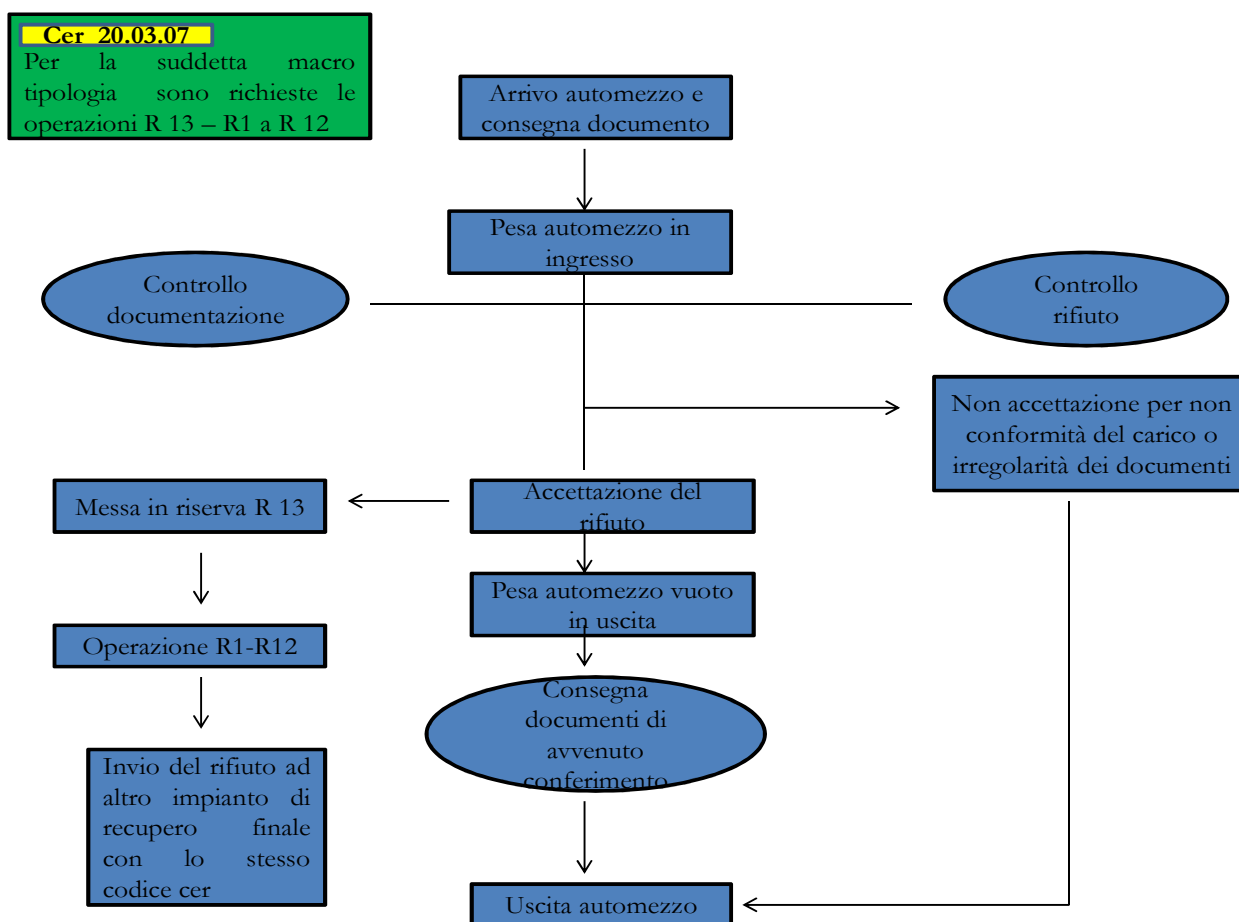 Cer 20.03.07
Per la suddetta macro
tipologia sono richieste le
operazioni R 13 – R1 a R 12
Arrivo automezzo e
consegna documento
Pesa automezzo in
ingresso
Controllo
documentazione
Controllo
rifiuto
Non accettazione per non
conformità del carico o
irregolarità dei documenti
Messa in riserva R 13
Accettazione del
rifiuto
Pesa automezzo vuoto
in uscita
Operazione R1-R12
Consegna
documenti di
avvenuto
conferimento
Invio del rifiuto ad
altro impianto di
recupero finale
con lo stesso
codice cer
Uscita automezzo